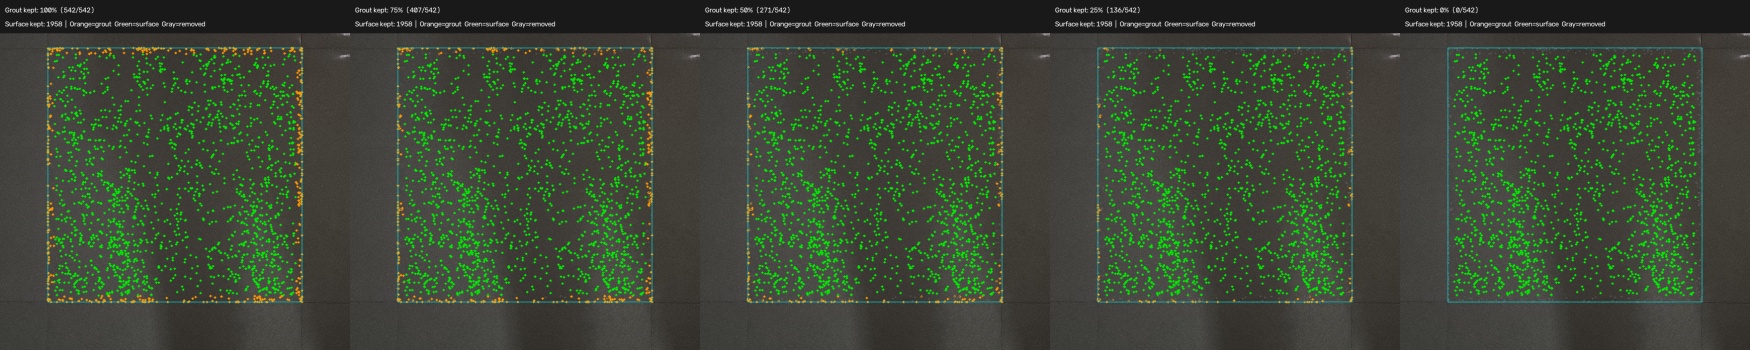 Grout kept: 100% (542/542)
Surface kept: 1958 | Orange=grout Green=surface Gray=removed
Grout kept: 75% (407/542)
Surface kept: 1958 | Orange=grout Green=surface Gray=removed
Grout kept: 50% (271/542)
Surface kept: 1958 | Orange=grout Green=surface Gray=removed
Grout kept: 25% (136/542)
Surface kept: 1958 | Orange=grout Green=surface Gray=removed
Grout kept: 0% (0/542)
Surface kept: 1958 | Orange=grout Green=surface Gray=removed